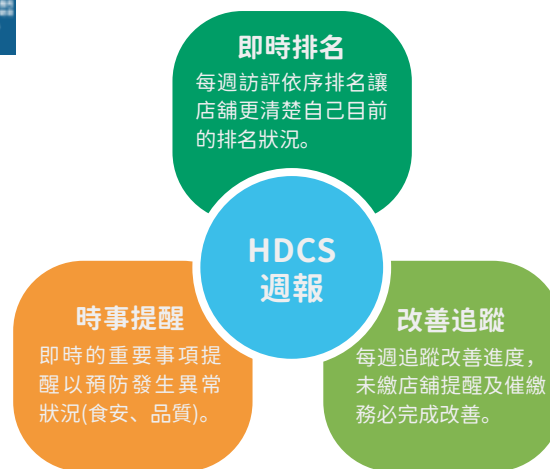 即時排名
每週訪評依序排名讓
店舖更清楚自己目前
的排名狀況。
HDCS
週報
時事提醒
即時的重要事項提
醒以預防發生異常
狀況(食安、品質)。
改善追蹤
每週追蹤改善進度，
未繳店舖提醒及催繳
務必完成改善。